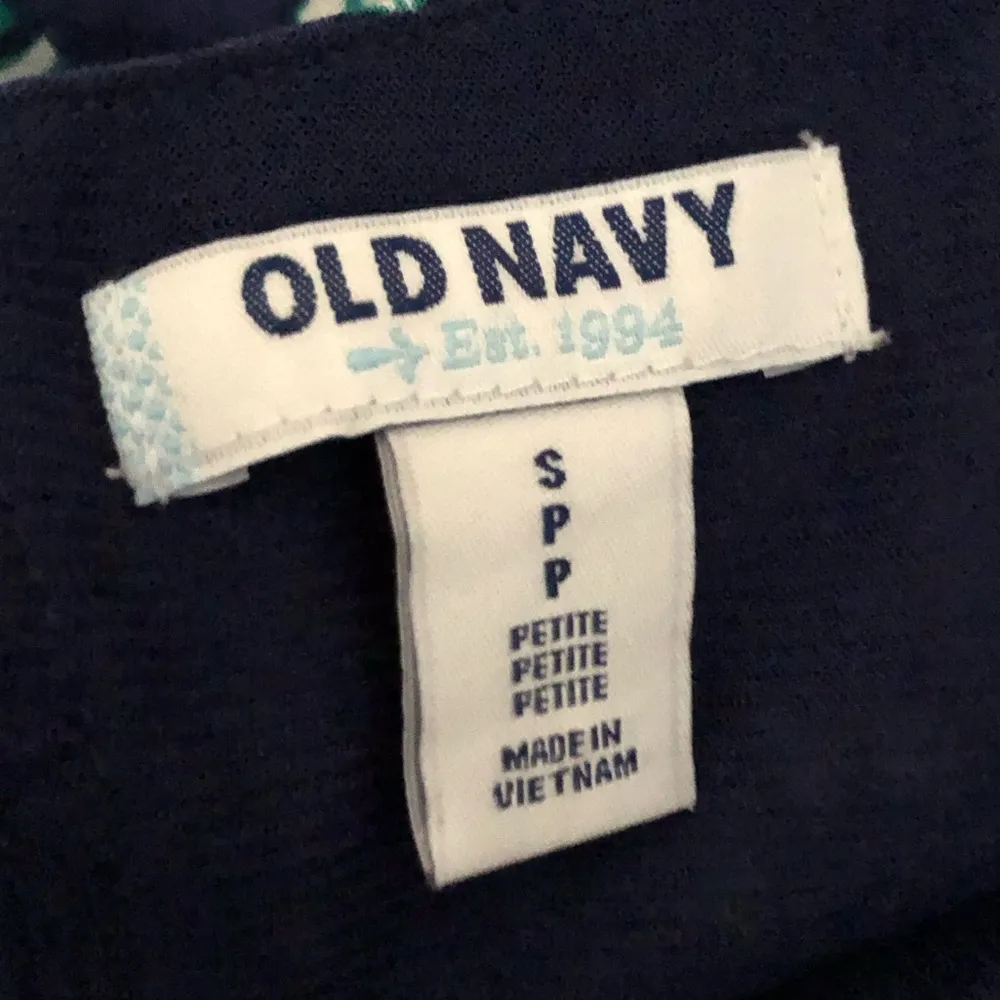 OLD NAVY
Est. 1994
S
P
P
PETITE
PETITE
PETITE
MADE IN
VIETNAM